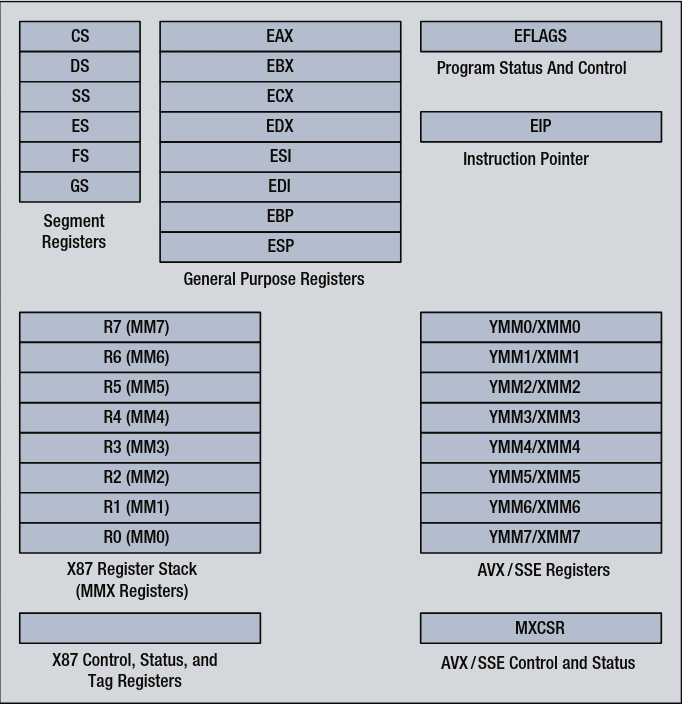 CS
DS
SS
ES
FS
GS
Segment
Registers
EAX
EBX
ECX
EDX
ESI
EDI
EBP
ESP
General Purpose Registers
EFLAGS
Program Status And Control
EIP
Instruction Pointer
R7 (MM7)
R6 (MM6)
R5 (MM5)
R4 (MM4)
R3 (MM3)
R2 (MM2)
R1 (MM1)
R0 (MM0)
X87 Register Stack
(MMX Registers)
YMM0/XMM0
YMM1/XMM1
YMM2/XMM2
YMM3/XMM3
YMM4/XMM4
YMM5/XMM5
YMM6/XMM6
YMM7/XMM7
AVX/SSE Registers
X87 Control, Status, and
Tag Registers
MXCSR
AVX/SSE Control and Status